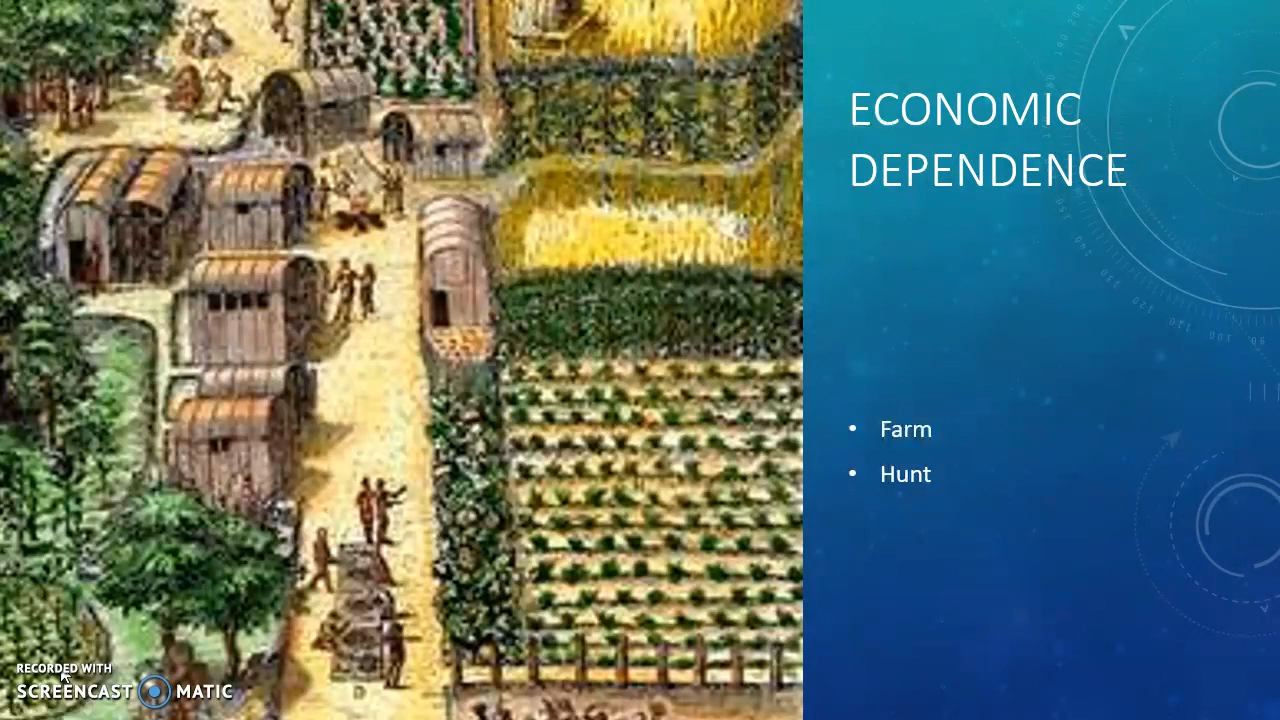 ECONOMIC
DEPENDENCE
• Farm
• Hunt
RECORDED WITH
SCREENCAST MATIC